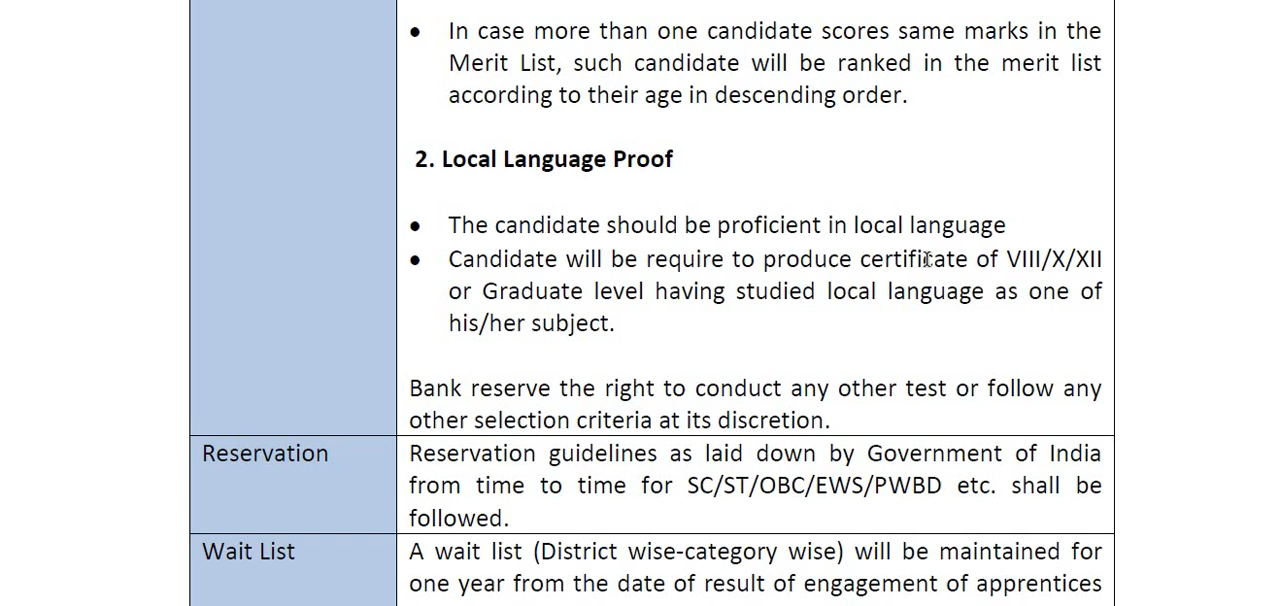 • In case more than one candidate scores same marks in the
Merit List, such candidate will be ranked in the merit list
according to their age in descending order.
2. Local Language Proof
• The candidate should be proficient in local language
• Candidate will be require to produce certificate of VIII/X/XII
or Graduate level having studied local language as one of
his/her subject.
Bank reserve the right to conduct any other test or follow any
other selection criteria at its discretion.
Reservation
Reservation guidelines as laid down by Government of India
from time to time for SC/ST/OBC/EWS/PWBD etc. shall be
followed.
Wait List
A wait list (District wise-category wise) will be maintained for
one year from the date of result of engagement of apprentices